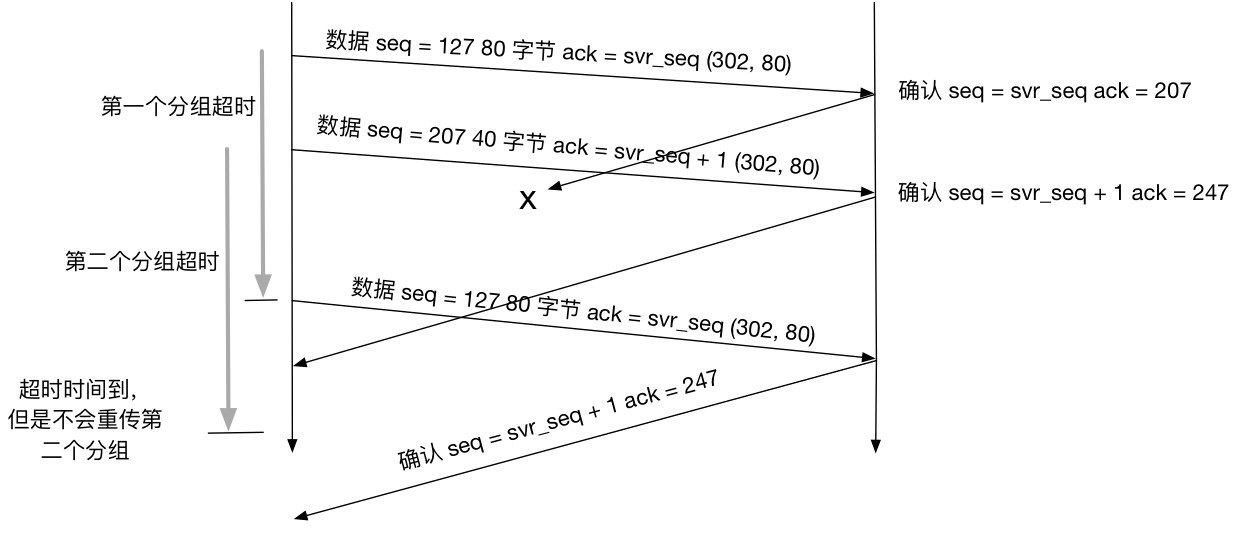 数据 seq = 127 80 字节 ack = svr_seq (302, 80)
确认 seq = svr_seq ack = 207
第一个分组超时
数据 seq = 207 40 字节 ack = svr_seq + 1 (302, 80)
x
确认 seq = svr_seq + 1 ack = 247
第二个分组超时
数据 seq = 127 80 字节 ack = svr_seq (302, 80)
超时时间到,
但是不会重传第
二个分组
确认 seq = svr_seq + 1 ack = 247